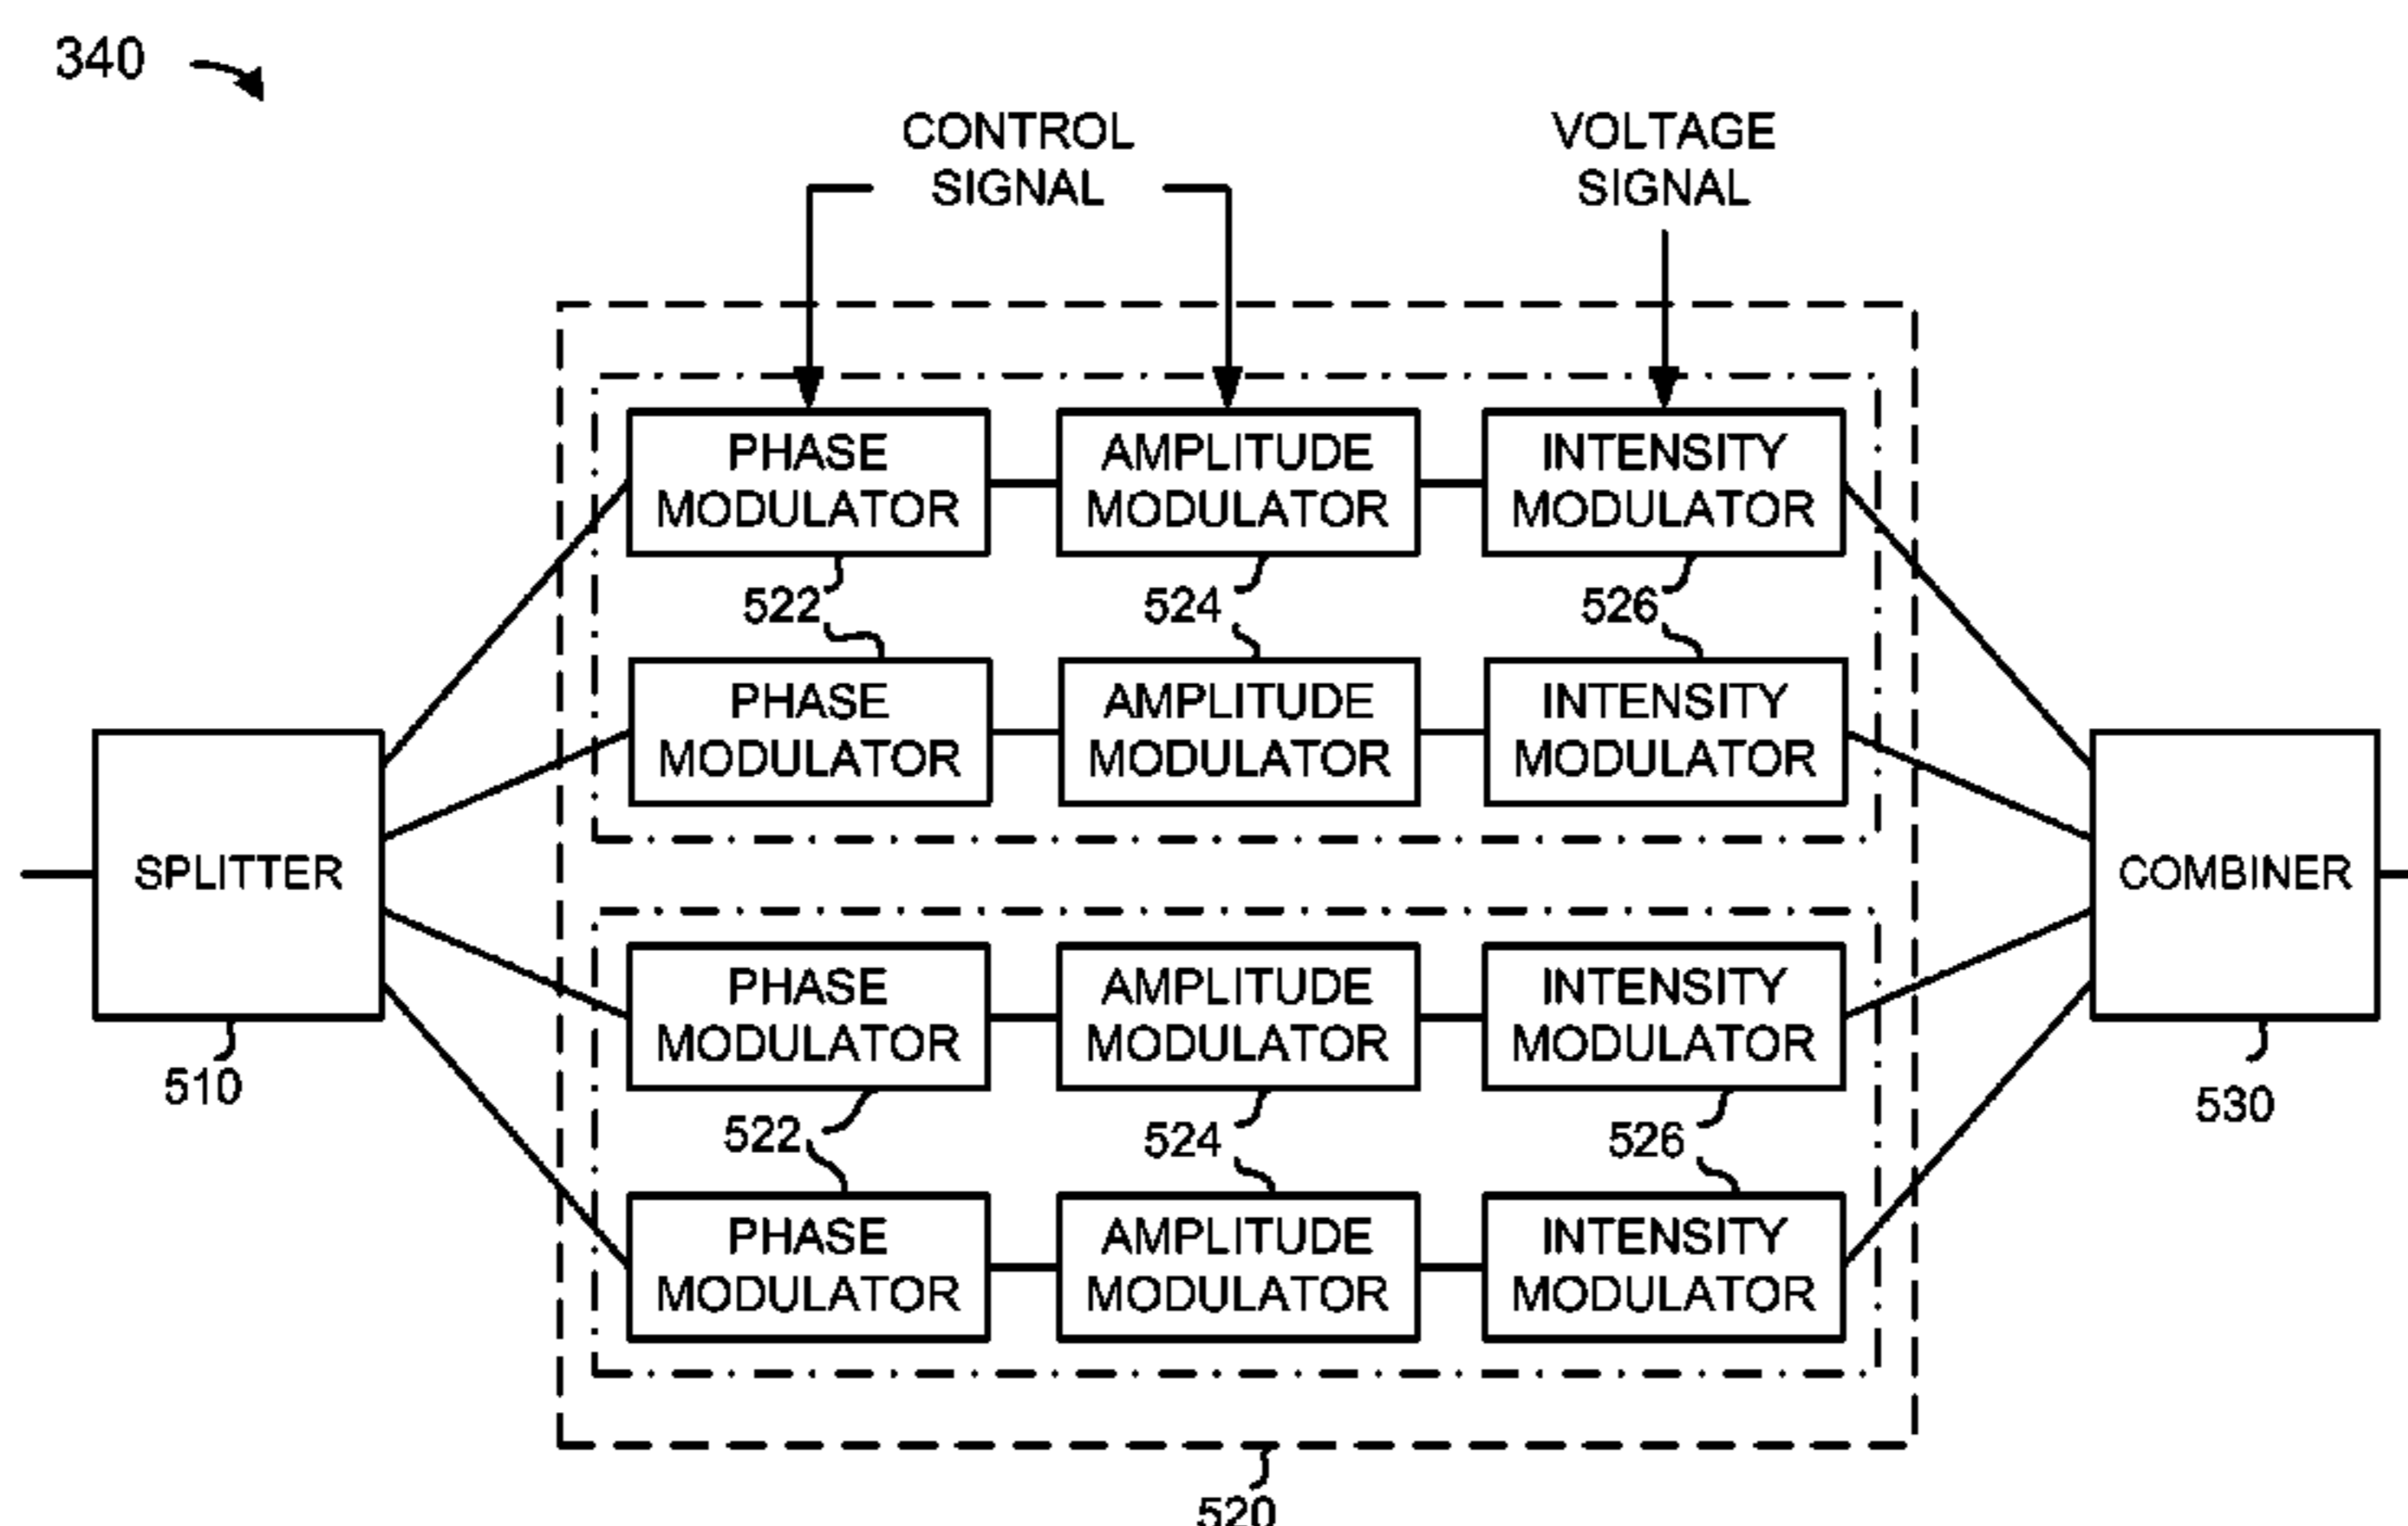 340
CONTROL
SIGNAL
VOLTAGE
SIGNAL
PHASE
MODULATOR
AMPLITUDE
MODULATOR
INTENSITY
MODULATOR
522
524
526
PHASE
MODULATOR
AMPLITUDE
MODULATOR
INTENSITY
MODULATOR
SPLITTER
510
COMBINER
530
PHASE
MODULATOR
AMPLITUDE
MODULATOR
INTENSITY
MODULATOR
522
524
526
PHASE
MODULATOR
AMPLITUDE
MODULATOR
INTENSITY
MODULATOR
520